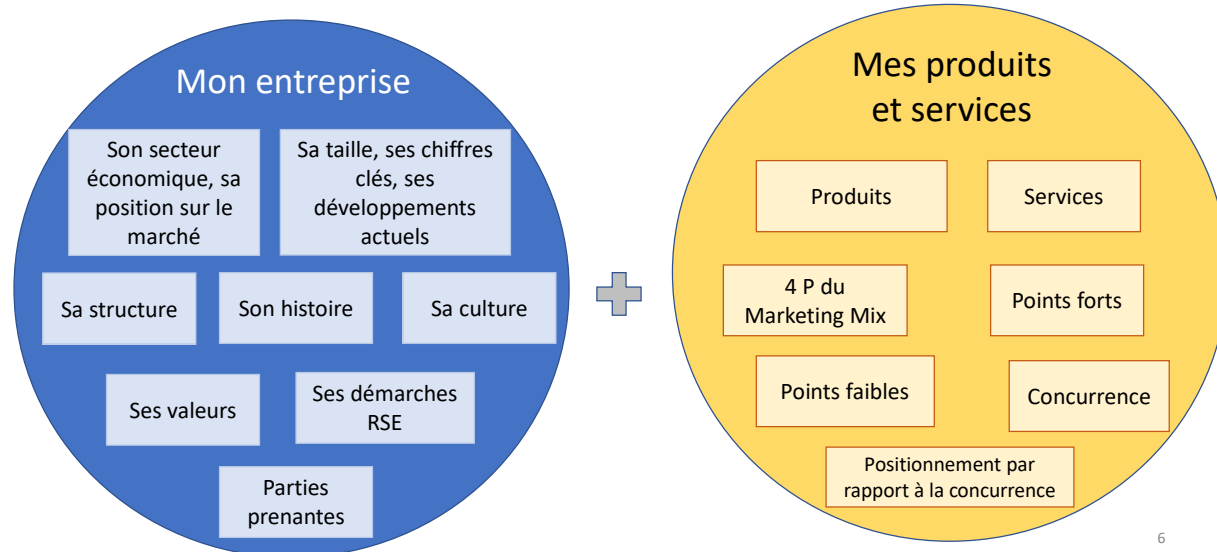 Mon entreprise
Son secteur
économique, sa
position sur le
marché
Sa taille, ses chiffres
clés, ses
développements
actuels
Sa structure
Son histoire
Sa culture
Ses valeurs
Ses démarches
RSE
Parties
prenantes
Mes produits
et services
Produits
Services
4 P du
Marketing Mix
Points forts
Points faibles
Concurrence
Positionnement par
rapport à la concurrence
6